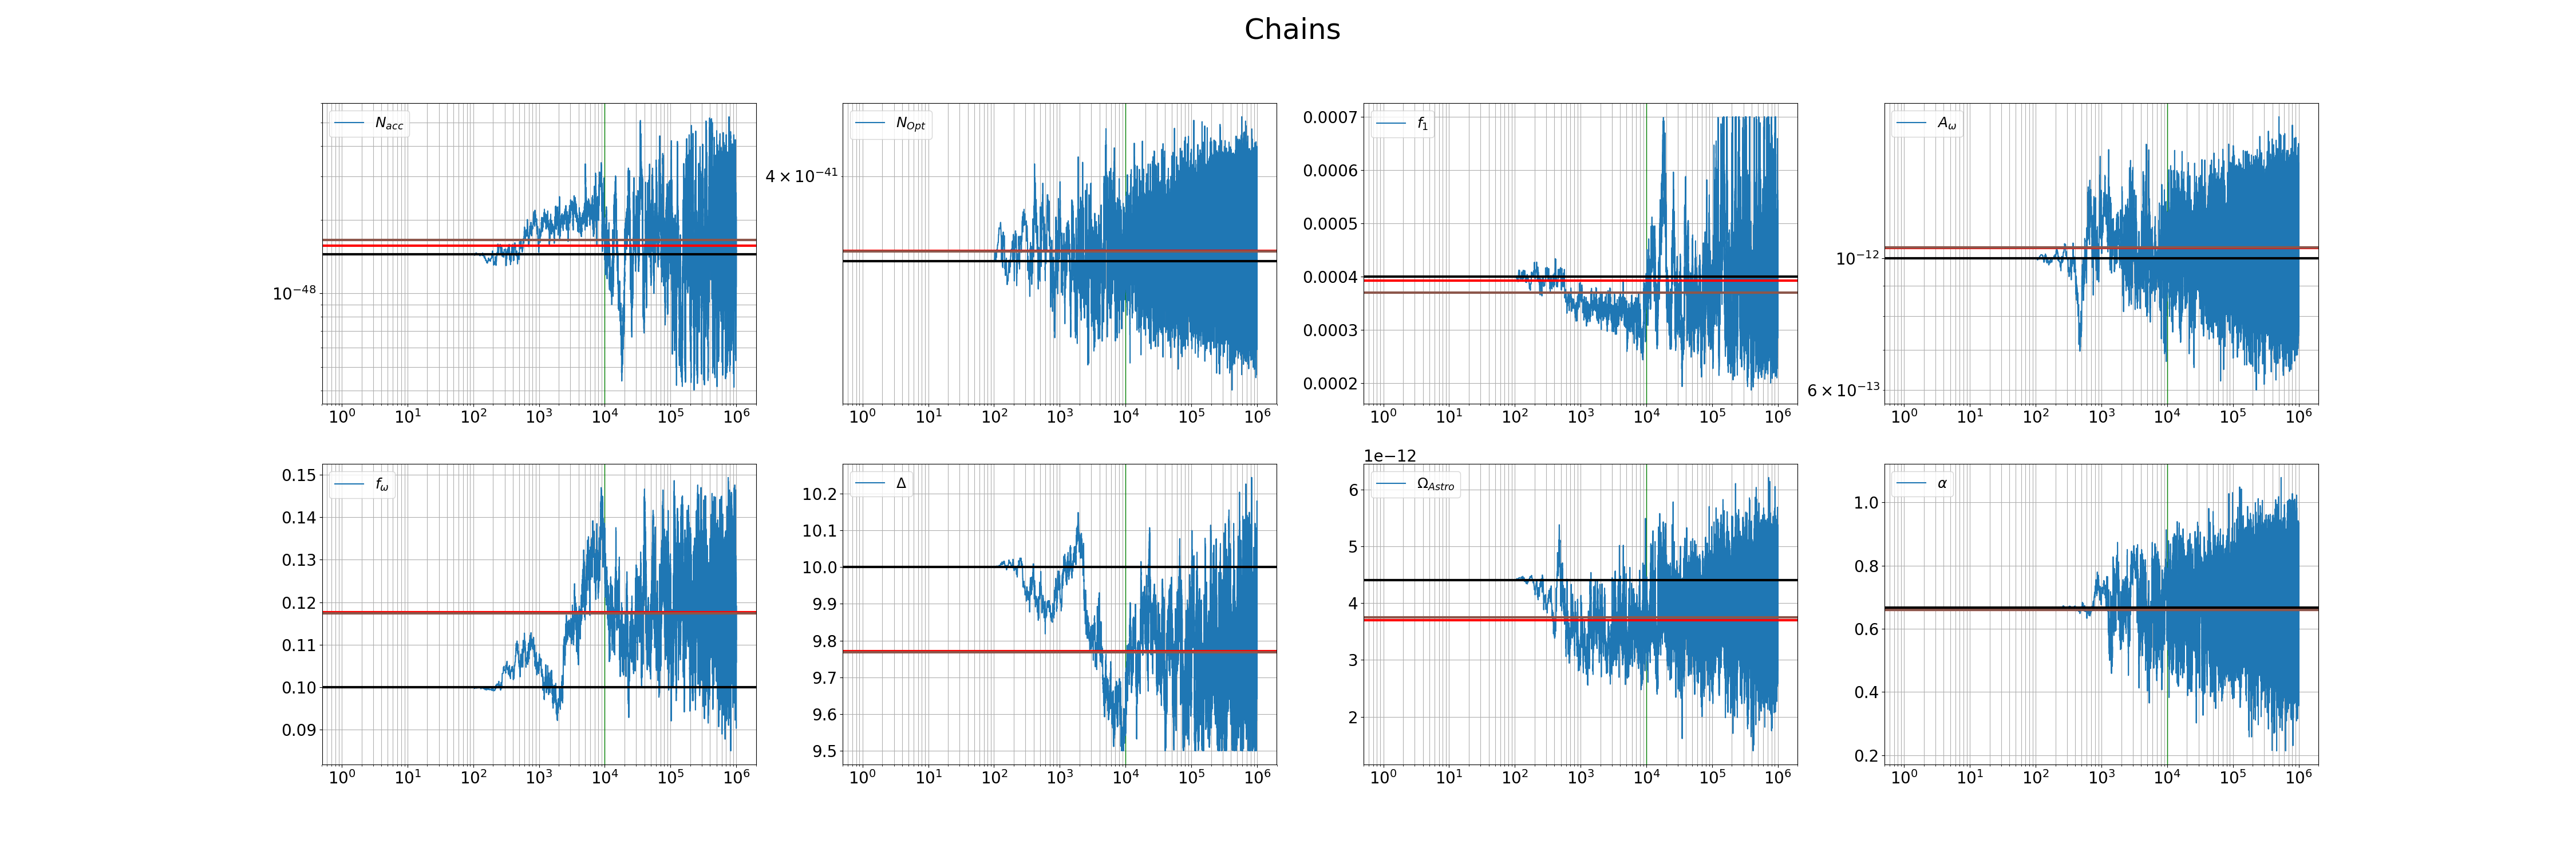 Chains
N_acc
10^-48
10^0 10^1 10^2 10^3 10^4 10^5 10^6
N_Opt
4 × 10^-41
10^0 10^1 10^2 10^3 10^4 10^5 10^6
f_1
0.0007
0.0006
0.0005
0.0004
0.0003
0.0002
10^0 10^1 10^2 10^3 10^4 10^5 10^6
A_ω
10^-12
6 × 10^-13
10^0 10^1 10^2 10^3 10^4 10^5 10^6
f_ω
0.15
0.14
0.13
0.12
0.11
0.10
0.09
10^0 10^1 10^2 10^3 10^4 10^5 10^6
Δ
10.2
10.1
10.0
9.9
9.8
9.7
9.6
9.5
10^0 10^1 10^2 10^3 10^4 10^5 10^6
1e−12
Ω_Astro
6
5
4
3
2
10^0 10^1 10^2 10^3 10^4 10^5 10^6
α
1.0
0.8
0.6
0.4
0.2
10^0 10^1 10^2 10^3 10^4 10^5 10^6